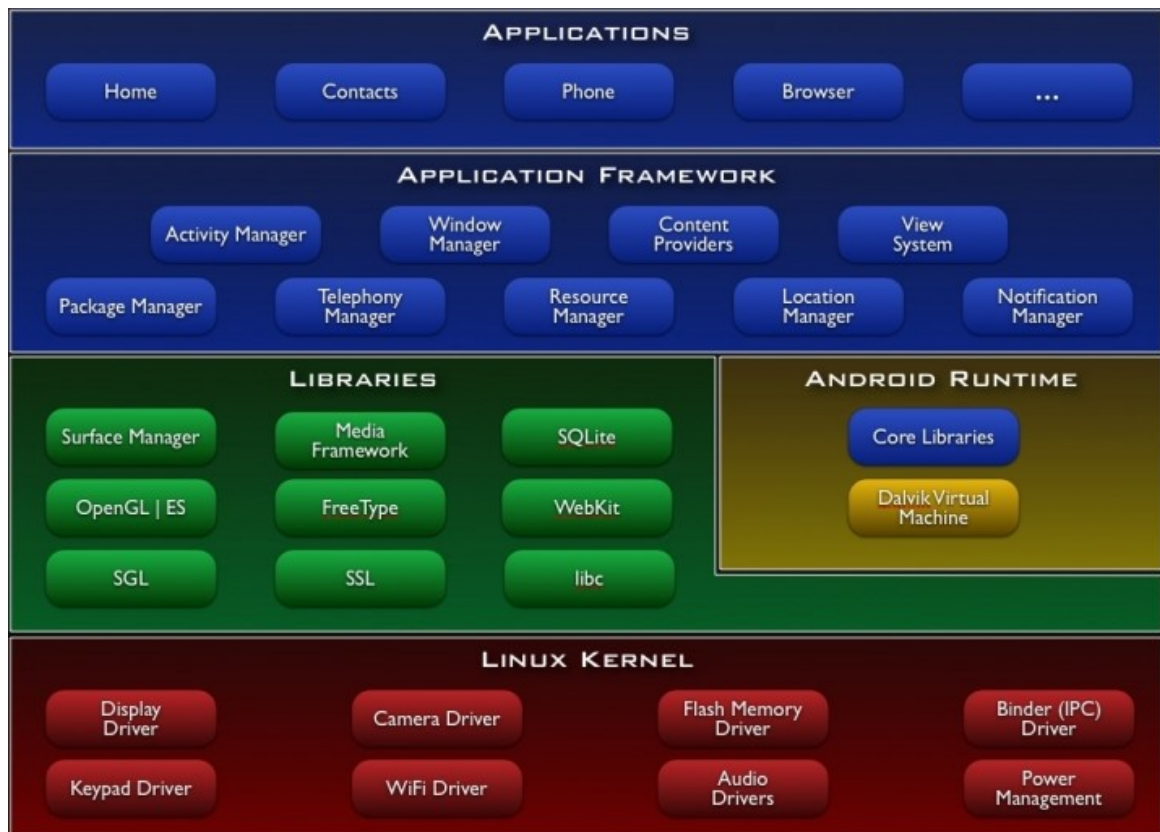 APPLICATIONS
Home
Contacts
Phone
Browser
...
APPLICATION FRAMEWORK
Activity Manager
Window
Manager
Content
Providers
View
System
Package Manager
Telephony
Manager
Resource
Manager
Location
Manager
Notification
Manager
LIBRARIES
Surface Manager
Media
Framework
SQLite
OpenGL | ES
FreeType
WebKit
SGL
SSL
libc
ANDROID RUNTIME
Core Libraries
Dalvik Virtual
Machine
LINUX KERNEL
Display
Driver
Camera Driver
Flash Memory
Driver
Binder (IPC)
Driver
Keypad Driver
WiFi Driver
Audio
Drivers
Power
Management